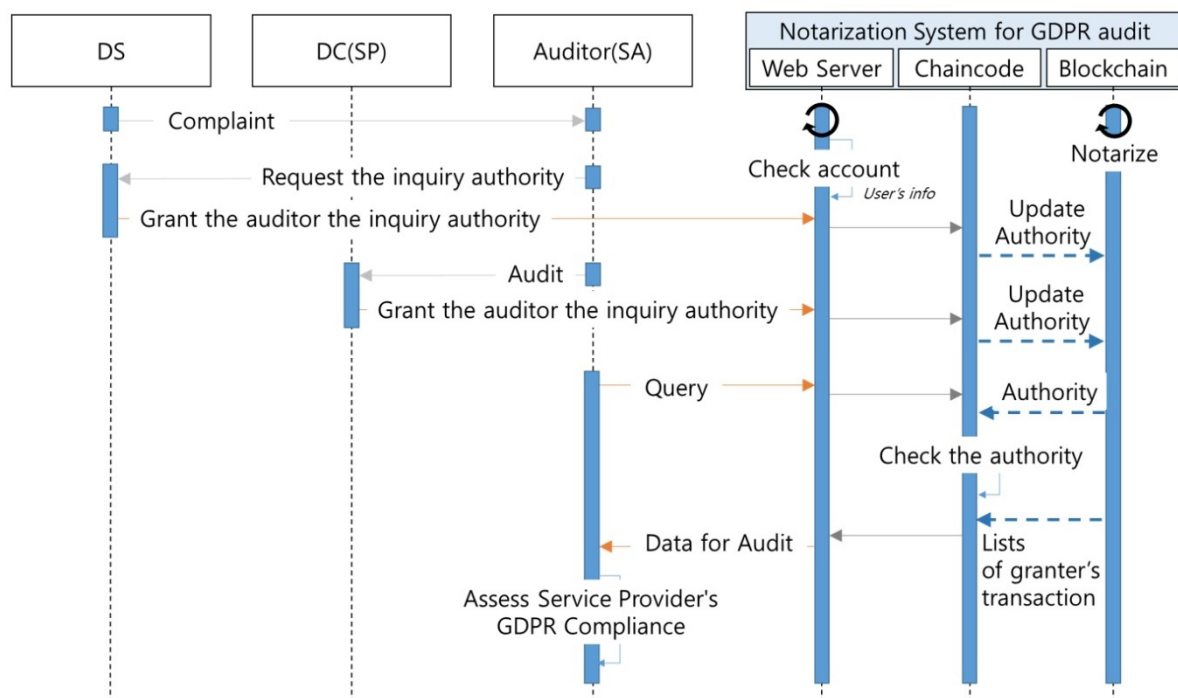 Notarization System for GDPR audit
DS
DC(SP)
Auditor(SA)
Web Server
Chaincode
Blockchain
Complaint
Check account
User's info
Notarize
Request the inquiry authority
Grant the auditor the inquiry authority
Update
Authority
Audit
Grant the auditor the inquiry authority
Update
Authority
Query
Authority
Check the authority
Data for Audit
Lists
of granter's
transaction
Assess Service Provider's
GDPR Compliance